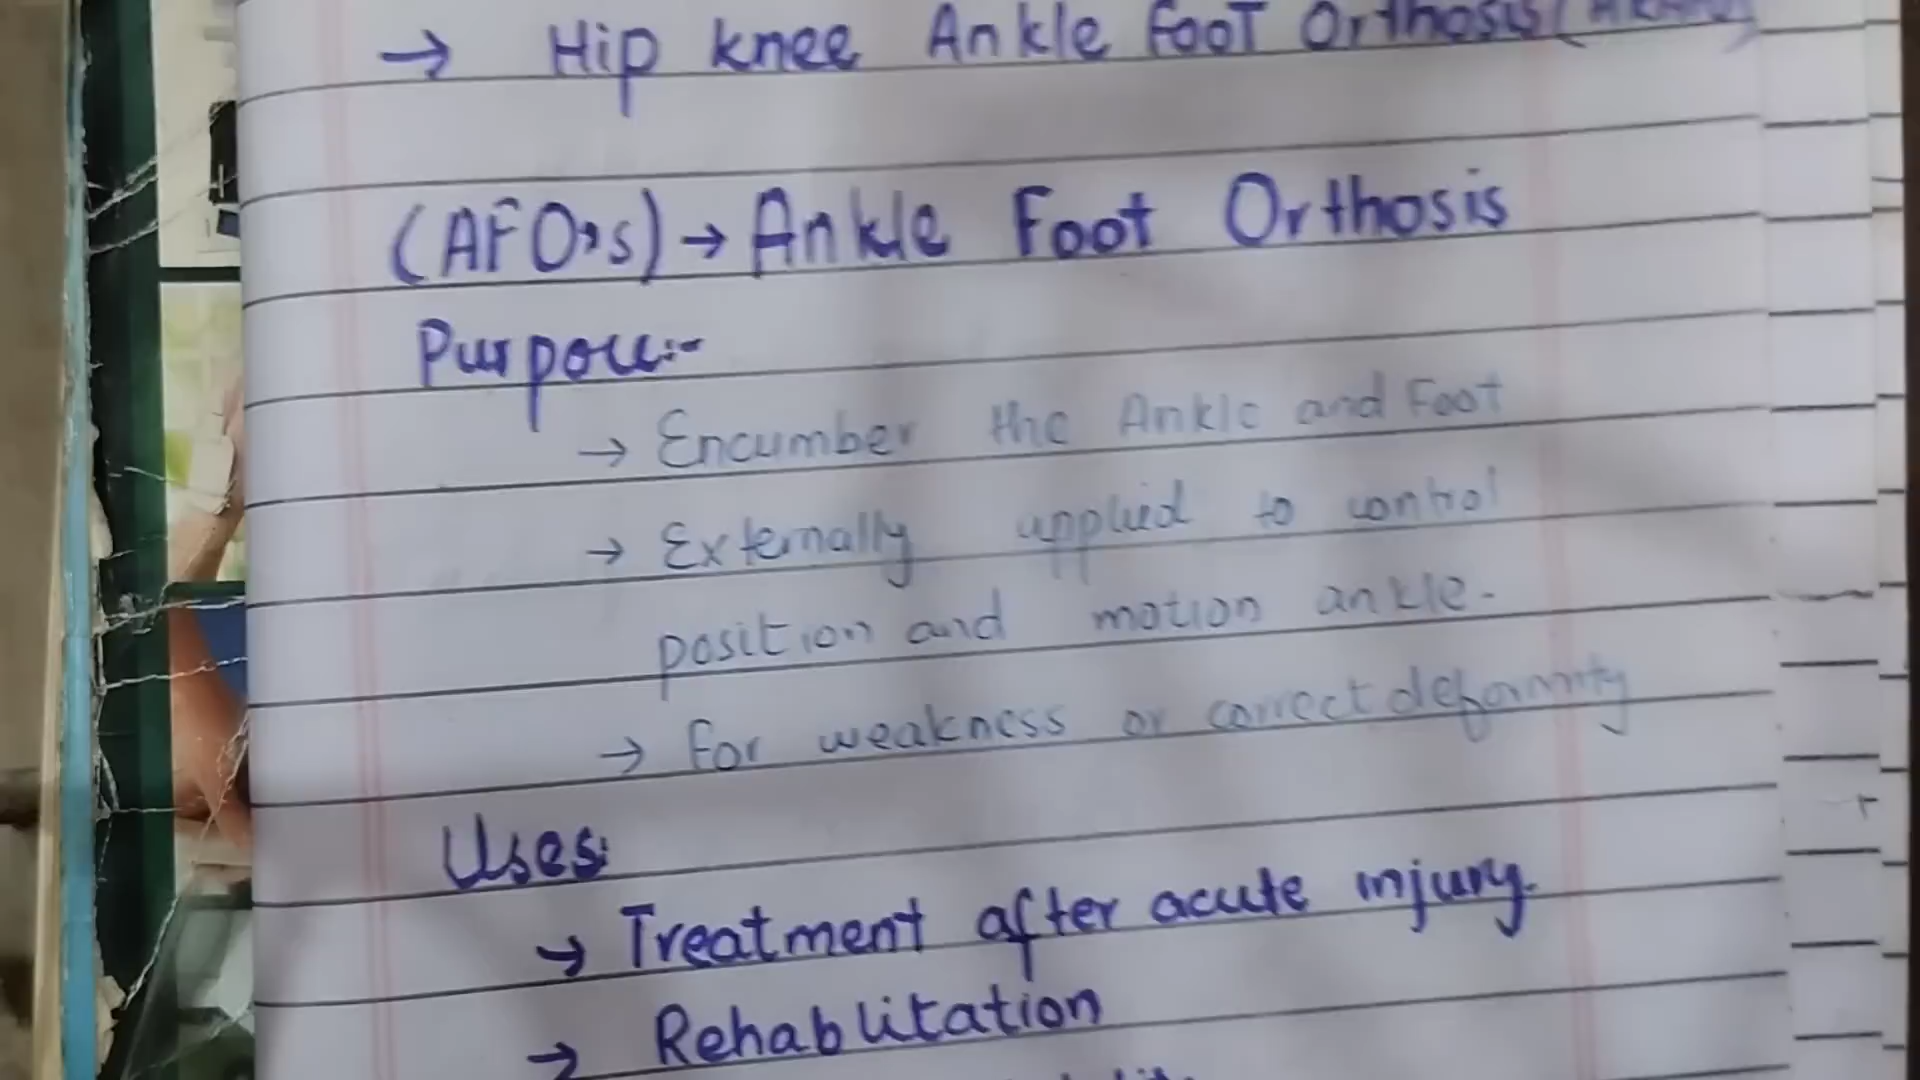 → Hip knee Ankle Foot Orthosis (
(AFO's) → Ankle Foot Orthosis
Purpose:-
→ Encumber the Ankle and Foot
→ Externally applied to control
position and motion ankle.
→ For weakness or correct deformity
Uses:
→ Treatment after acute injury.
→ Rehablitation